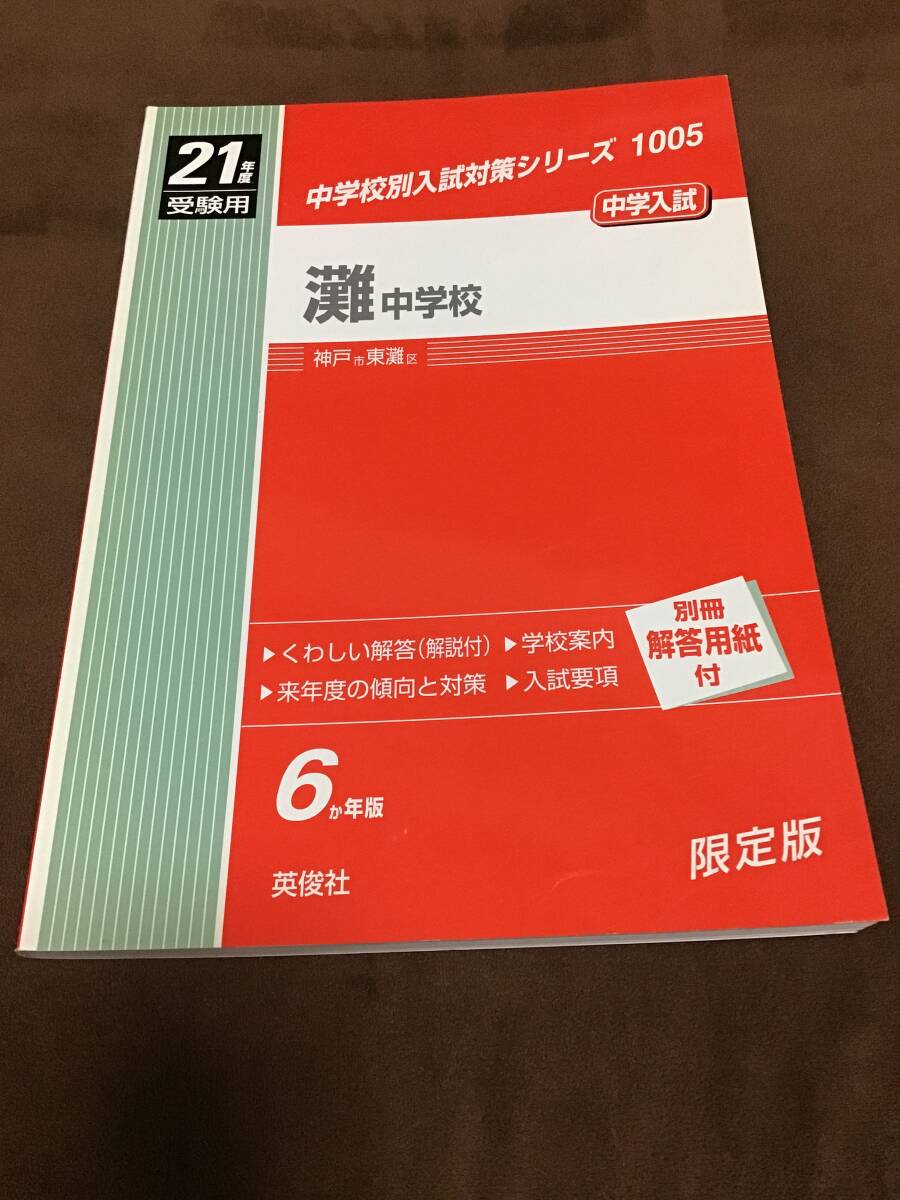 21年度
受験用
中学校別入試対策シリーズ 1005
中学入試
灘中学校
神戸市東灘区
▶くわしい解答(解説付) ▶学校案内
▶来年度の傾向と対策 ▶入試要項
別冊
解答用紙
付
6か年版
英俊社
限定版